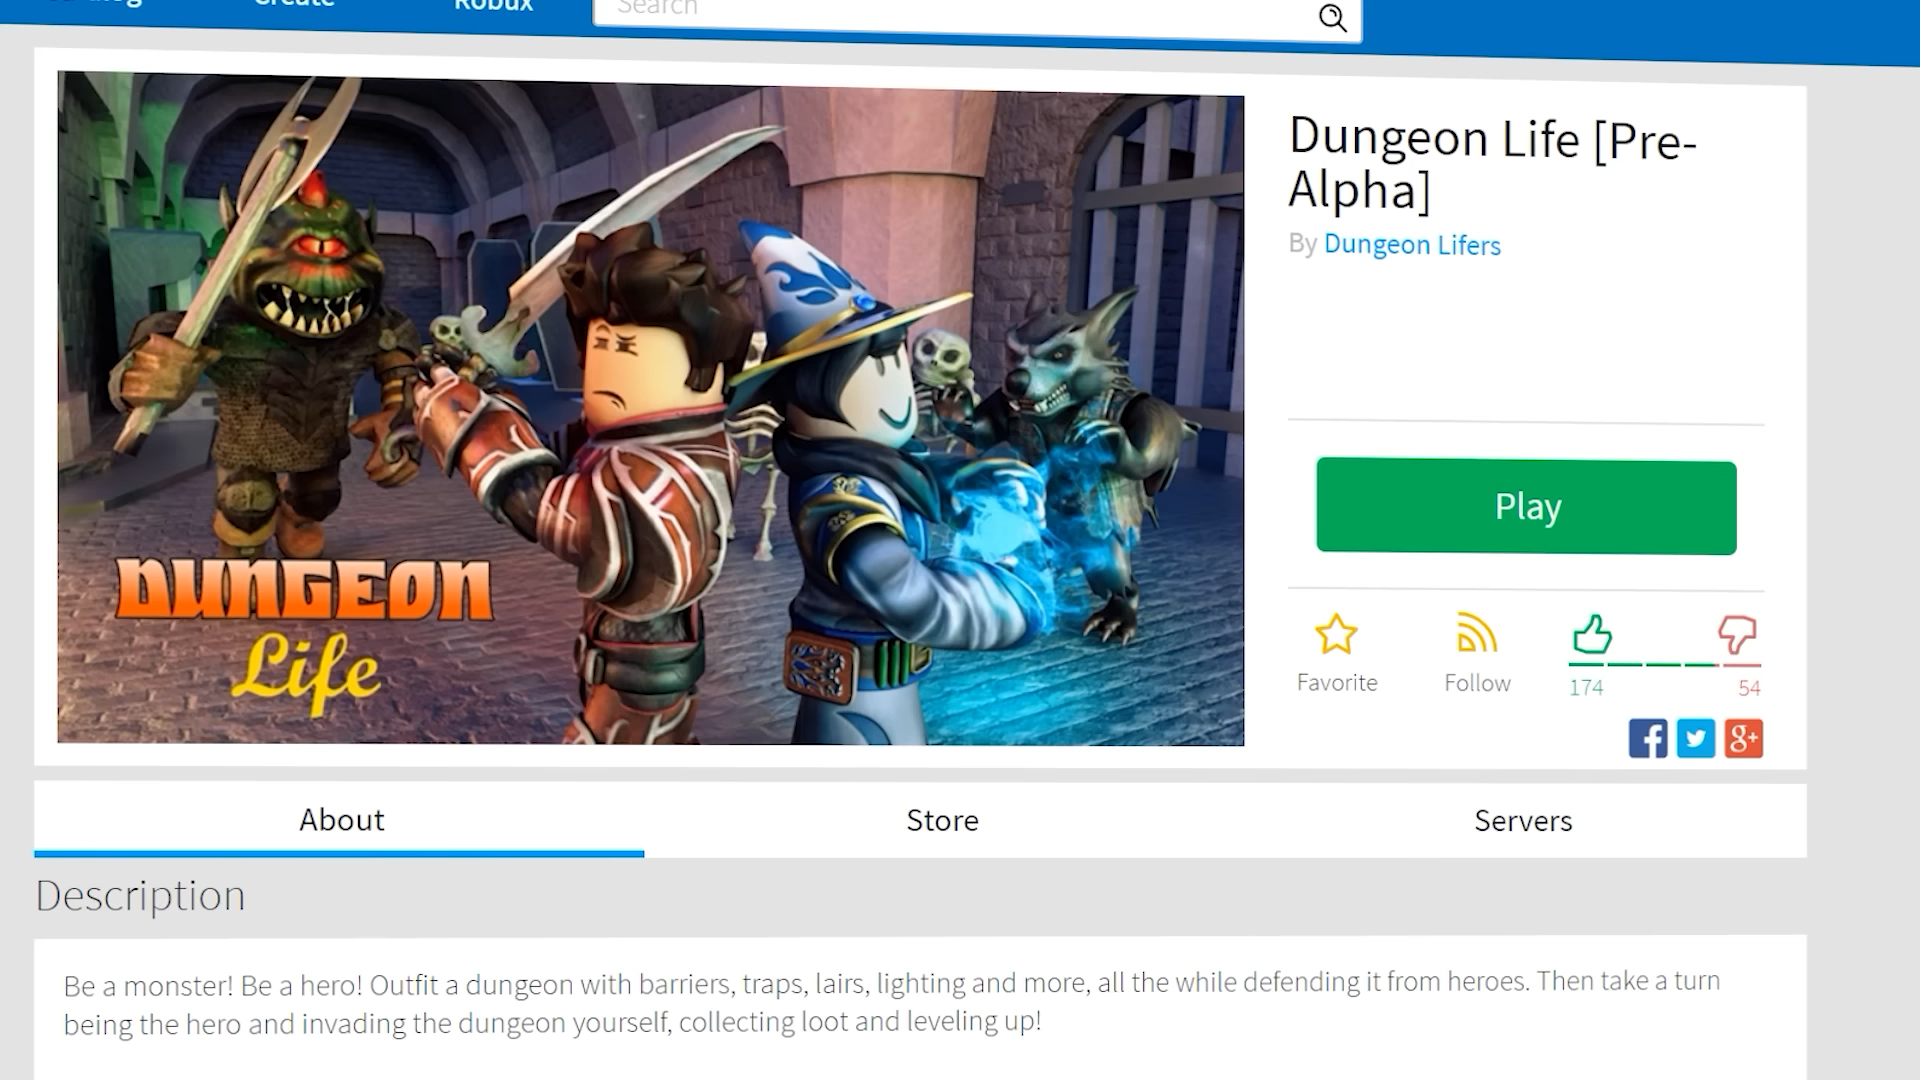 Create
Robux
Search
Dungeon Life [Pre-
Alpha]
By Dungeon Lifers
DUNGEON
Life
Play
Favorite
Follow
174
54
About
Store
Servers
Description
Be a monster! Be a hero! Outfit a dungeon with barriers, traps, lairs, lighting and more, all the while defending it from heroes. Then take a turn
being the hero and invading the dungeon yourself, collecting loot and leveling up!